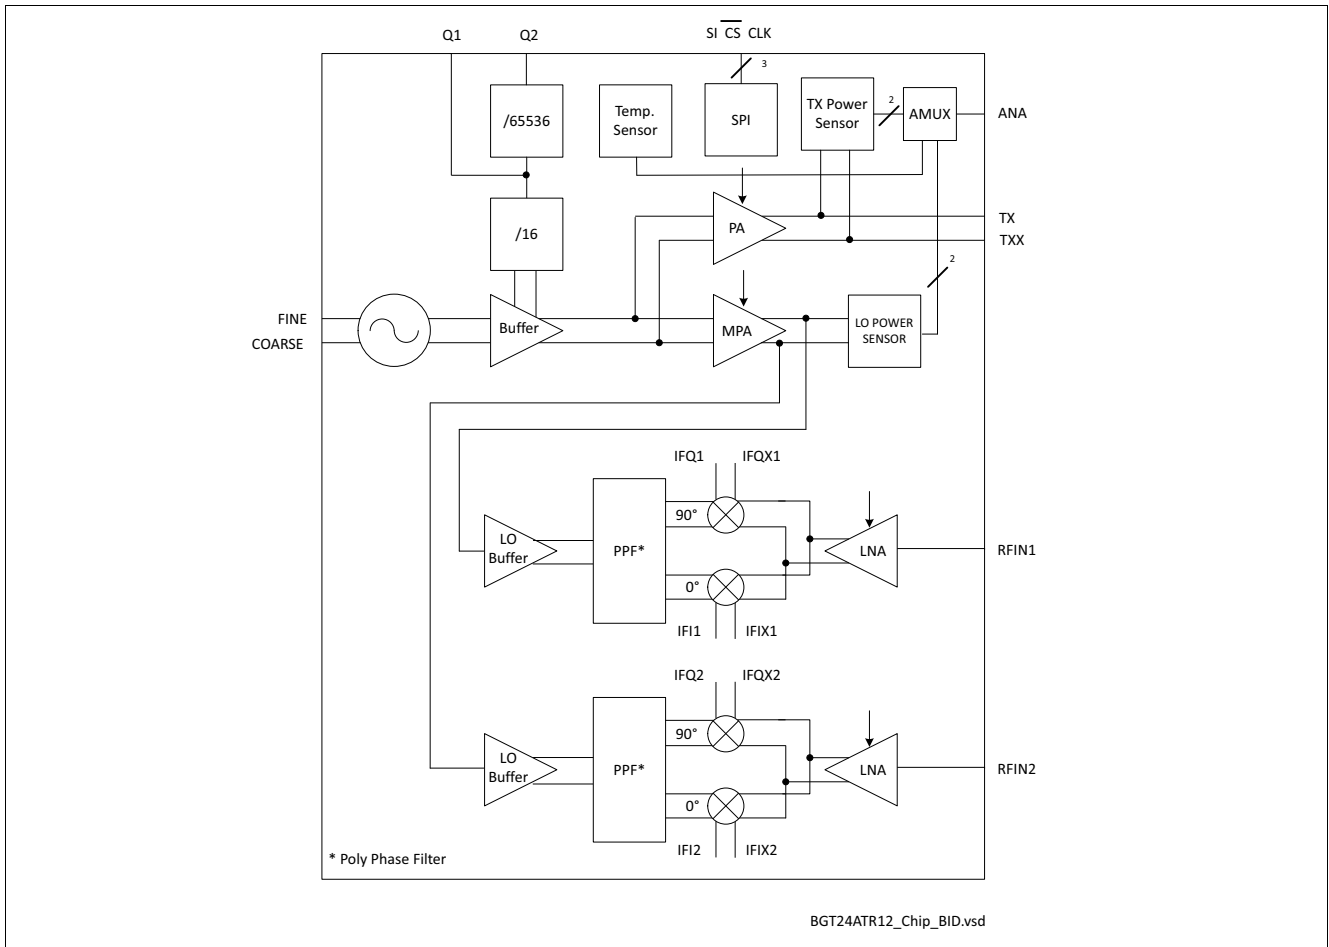 Q1 Q2 SI CS CLK
3
/65536
Temp.
Sensor
SPI
TX Power
Sensor
2
AMUX
ANA
/16
PA
TX
TXX
2
FINE
COARSE
Buffer
MPA
LO POWER
SENSOR
IFQ1 IFQX1
LO
Buffer
PPF*
90°
0°
LNA
RFIN1
IFI1 IFIX1
IFQ2 IFQX2
LO
Buffer
PPF*
90°
0°
LNA
RFIN2
IFI2 IFIX2
* Poly Phase Filter
BGT24ATR12_Chip_BID.vsd